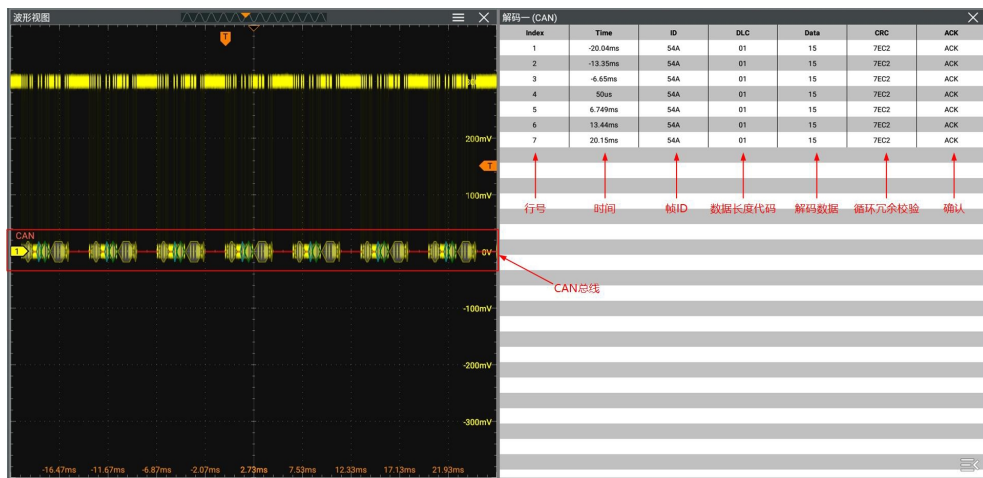 波形视图
解码一 (CAN)
Index Time ID DLC Data CRC ACK
1 -20.04ms 54A 01 15 7EC2 ACK
2 -13.35ms 54A 01 15 7EC2 ACK
3 -6.65ms 54A 01 15 7EC2 ACK
4 50us 54A 01 15 7EC2 ACK
5 6.749ms 54A 01 15 7EC2 ACK
6 13.44ms 54A 01 15 7EC2 ACK
7 20.15ms 54A 01 15 7EC2 ACK
行号 时间 帧ID 数据长度代码 解码数据 循环冗余校验 确认
T
200mV
T
100mV
CAN
1
0V
CAN总线
-100mV
-200mV
-300mV
-16.47ms -11.67ms -6.87ms -2.07ms 2.73ms 7.53ms 12.33ms 17.13ms 21.93ms